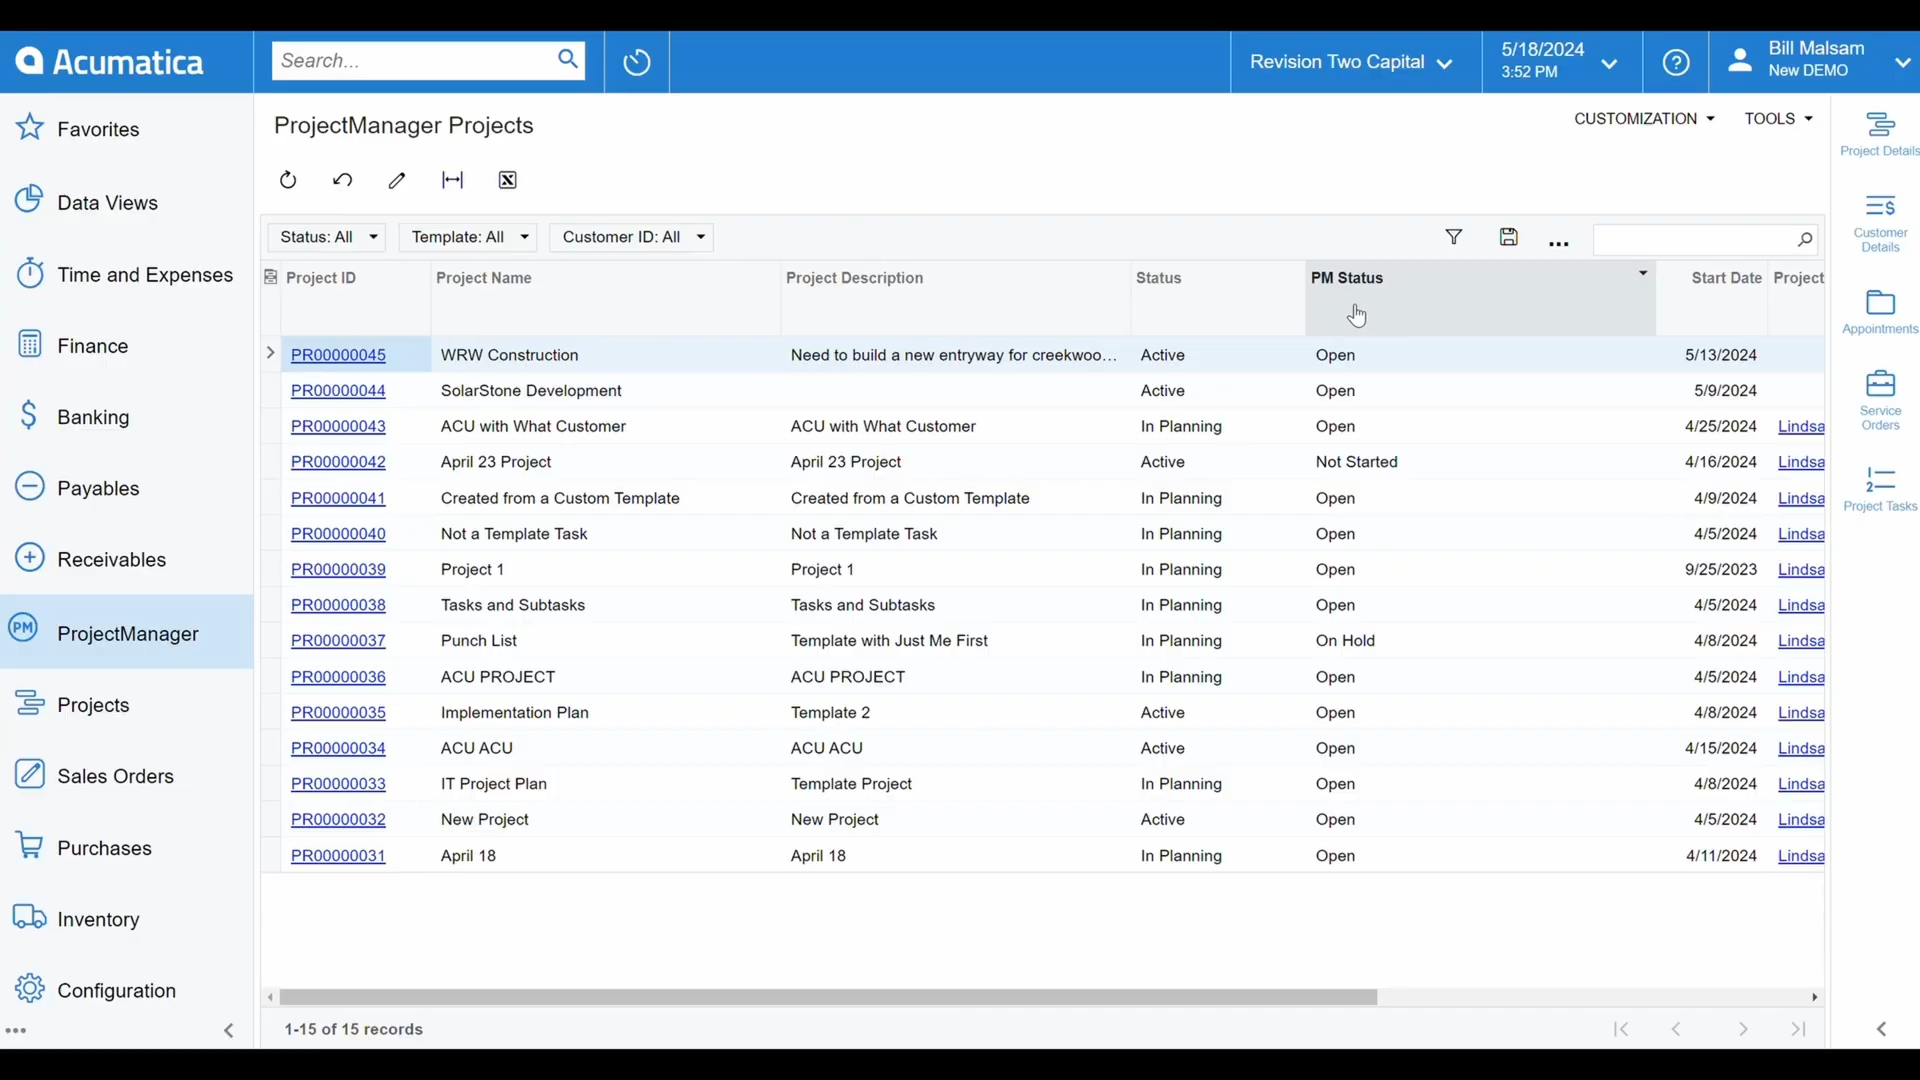 Acumatica
Search...
Revision Two Capital
5/18/2024
3:52 PM
?
Bill Malsam
New DEMO
Favorites
Data Views
Time and Expenses
Finance
Banking
Payables
Receivables
PM ProjectManager
Projects
Sales Orders
Purchases
Inventory
Configuration
ProjectManager Projects
CUSTOMIZATION TOOLS
Status: All Template: All Customer ID: All
Project ID Project Name Project Description Status PM Status Start Date Project
PR00000045 WRW Construction Need to build a new entryway for creekwoo... Active Open 5/13/2024
PR00000044 SolarStone Development Active Open 5/9/2024
PR00000043 ACU with What Customer ACU with What Customer In Planning Open 4/25/2024 Lindsa
PR00000042 April 23 Project April 23 Project Active Not Started 4/16/2024 Lindsa
PR00000041 Created from a Custom Template Created from a Custom Template In Planning Open 4/9/2024 Lindsa
PR00000040 Not a Template Task Not a Template Task In Planning Open 4/5/2024 Lindsa
PR00000039 Project 1 Project 1 In Planning Open 9/25/2023 Lindsa
PR00000038 Tasks and Subtasks Tasks and Subtasks In Planning Open 4/5/2024 Lindsa
PR00000037 Punch List Template with Just Me First In Planning On Hold 4/8/2024 Lindsa
PR00000036 ACU PROJECT ACU PROJECT In Planning Open 4/5/2024 Lindsa
PR00000035 Implementation Plan Template 2 Active Open 4/8/2024 Lindsa
PR00000034 ACU ACU ACU ACU Active Open 4/15/2024 Lindsa
PR00000033 IT Project Plan Template Project In Planning Open 4/8/2024 Lindsa
PR00000032 New Project New Project Active Open 4/5/2024 Lindsa
PR00000031 April 18 April 18 In Planning Open 4/11/2024 Lindsa
1-15 of 15 records
Project Details
Customer
Details
Appointments
Service
Orders
Project Tasks